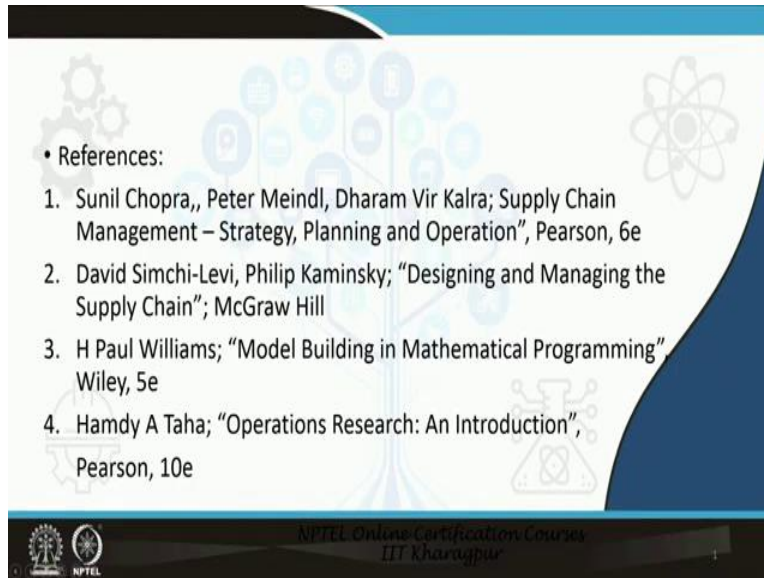 • References:
1. Sunil Chopra,, Peter Meindl, Dharam Vir Kalra; Supply Chain
Management – Strategy, Planning and Operation”, Pearson, 6e
2. David Simchi-Levi, Philip Kaminsky; “Designing and Managing the
Supply Chain”; McGraw Hill
3. H Paul Williams; “Model Building in Mathematical Programming”,
Wiley, 5e
4. Hamdy A Taha; “Operations Research: An Introduction”,
Pearson, 10e
NPTEL Online Certification Courses
IIT Kharagpur
NPTEL
1